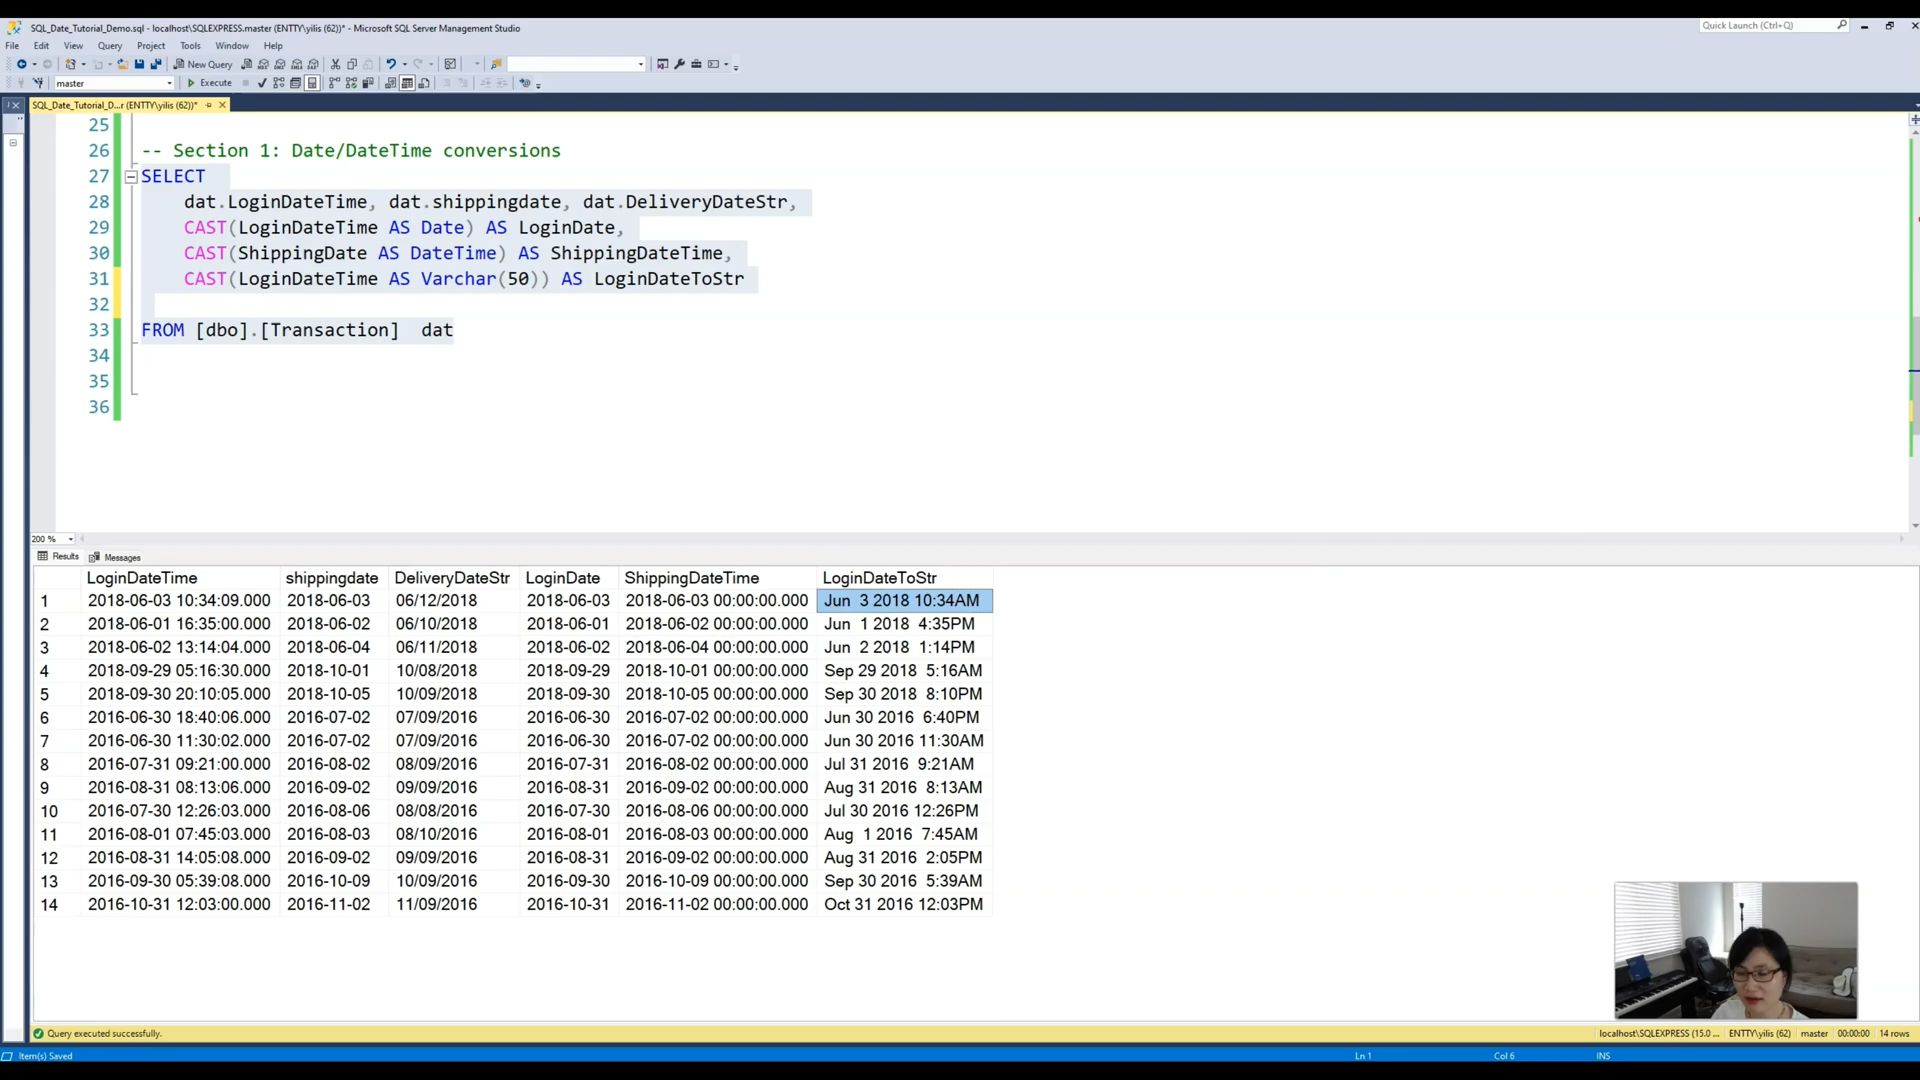 SQL_Date_Tutorial_Demo.sql - localhost\SQLEXPRESS.master (ENTTY\yilis (62))* - Microsoft SQL Server Management Studio
Quick Launch (Ctrl+Q)
File Edit View Query Project Tools Window Help
New Query
master Execute
SQL_Date_Tutorial_D...r (ENTTY\yilis (62))*
25
26 -- Section 1: Date/DateTime conversions
27 SELECT
28 dat.LoginDateTime, dat.shippingdate, dat.DeliveryDateStr,
29 CAST(LoginDateTime AS Date) AS LoginDate,
30 CAST(ShippingDate AS DateTime) AS ShippingDateTime,
31 CAST(LoginDateTime AS Varchar(50)) AS LoginDateToStr
32
33 FROM [dbo].[Transaction] dat
34
35
36
200 %
Results Messages
LoginDateTime shippingdate DeliveryDateStr LoginDate ShippingDateTime LoginDateToStr
1 2018-06-03 10:34:09.000 2018-06-03 06/12/2018 2018-06-03 2018-06-03 00:00:00.000 Jun 3 2018 10:34AM
2 2018-06-01 16:35:00.000 2018-06-02 06/10/2018 2018-06-01 2018-06-02 00:00:00.000 Jun 1 2018 4:35PM
3 2018-06-02 13:14:04.000 2018-06-04 06/11/2018 2018-06-02 2018-06-04 00:00:00.000 Jun 2 2018 1:14PM
4 2018-09-29 05:16:30.000 2018-10-01 10/08/2018 2018-09-29 2018-10-01 00:00:00.000 Sep 29 2018 5:16AM
5 2018-09-30 20:10:05.000 2018-10-05 10/09/2018 2018-09-30 2018-10-05 00:00:00.000 Sep 30 2018 8:10PM
6 2016-06-30 18:40:06.000 2016-07-02 07/09/2016 2016-06-30 2016-07-02 00:00:00.000 Jun 30 2016 6:40PM
7 2016-06-30 11:30:02.000 2016-07-02 07/09/2016 2016-06-30 2016-07-02 00:00:00.000 Jun 30 2016 11:30AM
8 2016-07-31 09:21:00.000 2016-08-02 08/09/2016 2016-07-31 2016-08-02 00:00:00.000 Jul 31 2016 9:21AM
9 2016-08-31 08:13:06.000 2016-09-02 09/09/2016 2016-08-31 2016-09-02 00:00:00.000 Aug 31 2016 8:13AM
10 2016-07-30 12:26:03.000 2016-08-06 08/08/2016 2016-07-30 2016-08-06 00:00:00.000 Jul 30 2016 12:26PM
11 2016-08-01 07:45:03.000 2016-08-03 08/10/2016 2016-08-01 2016-08-03 00:00:00.000 Aug 1 2016 7:45AM
12 2016-08-31 14:05:08.000 2016-09-02 09/09/2016 2016-08-31 2016-09-02 00:00:00.000 Aug 31 2016 2:05PM
13 2016-09-30 05:39:08.000 2016-10-09 10/09/2016 2016-09-30 2016-10-09 00:00:00.000 Sep 30 2016 5:39AM
14 2016-10-31 12:03:00.000 2016-11-02 11/09/2016 2016-10-31 2016-11-02 00:00:00.000 Oct 31 2016 12:03PM
Query executed successfully. localhost\SQLEXPRESS (15.0 ... ENTTY\yilis (62) master 00:00:00 14 rows
Item(s) Saved Ln 1 Col 6 INS